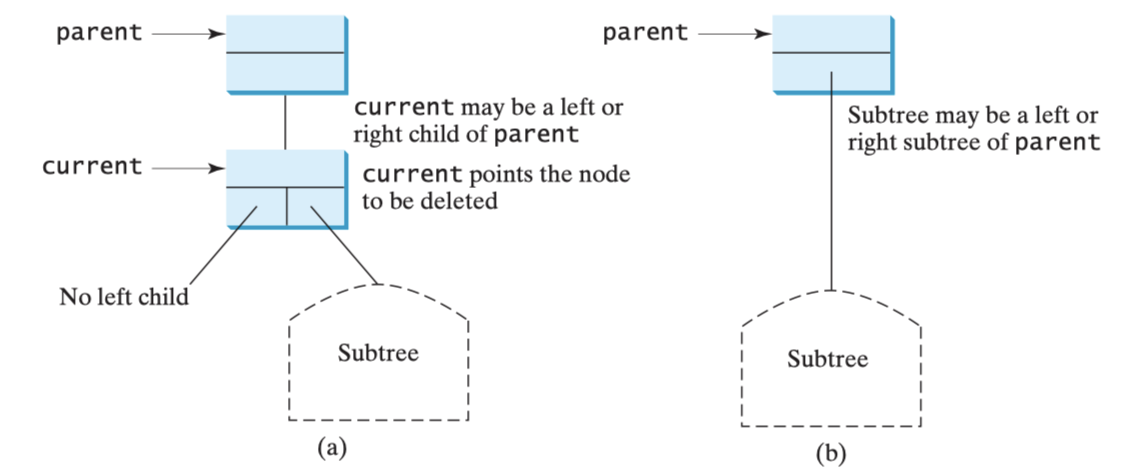 parent
current may be a left or
right child of parent
current
current points the node
to be deleted
No left child
Subtree
(a)
parent
Subtree may be a left or
right subtree of parent
Subtree
(b)